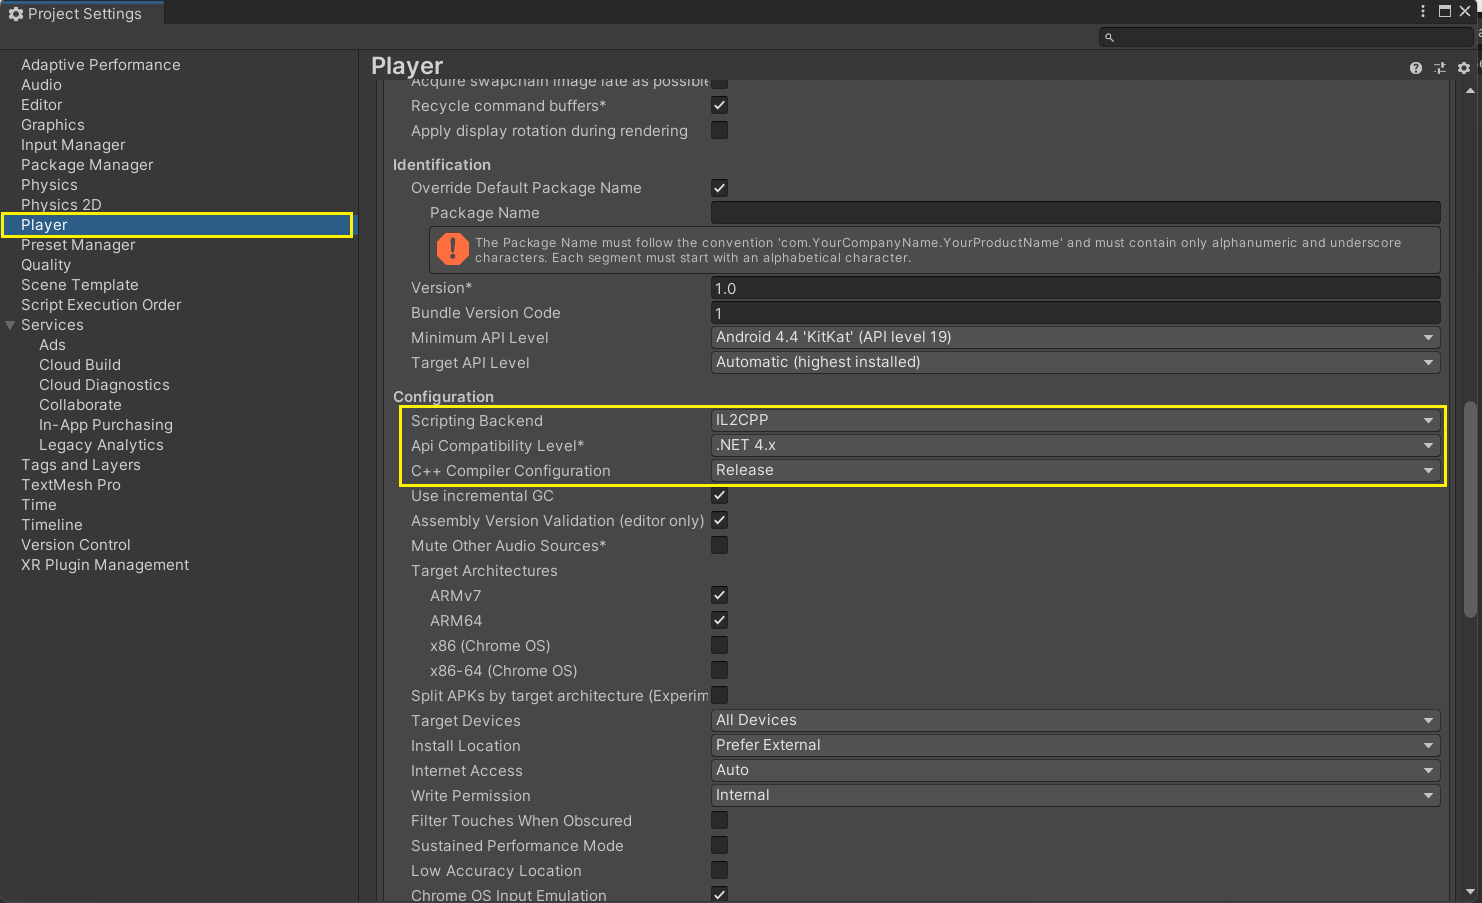 Project Settings
Adaptive Performance
Audio
Editor
Graphics
Input Manager
Package Manager
Physics
Physics 2D
Player
Preset Manager
Quality
Scene Template
Script Execution Order
Services
Ads
Cloud Build
Cloud Diagnostics
Collaborate
In-App Purchasing
Legacy Analytics
Tags and Layers
TextMesh Pro
Time
Timeline
Version Control
XR Plugin Management
Player
Acquire swapchain image late as possible
Recycle command buffers*
Apply display rotation during rendering
Identification
Override Default Package Name
Package Name
The Package Name must follow the convention 'com.YourCompanyName.YourProductName' and must contain only alphanumeric and underscore
characters. Each segment must start with an alphabetical character.
Version* 1.0
Bundle Version Code 1
Minimum API Level Android 4.4 'KitKat' (API level 19)
Target API Level Automatic (highest installed)
Configuration
Scripting Backend IL2CPP
Api Compatibility Level* .NET 4.x
C++ Compiler Configuration Release
Use incremental GC
Assembly Version Validation (editor only)
Mute Other Audio Sources*
Target Architectures
ARMv7
ARM64
x86 (Chrome OS)
x86-64 (Chrome OS)
Split APKs by target architecture (Experim
Target Devices All Devices
Install Location Prefer External
Internet Access Auto
Write Permission Internal
Filter Touches When Obscured
Sustained Performance Mode
Low Accuracy Location
Chrome OS Input Emulation